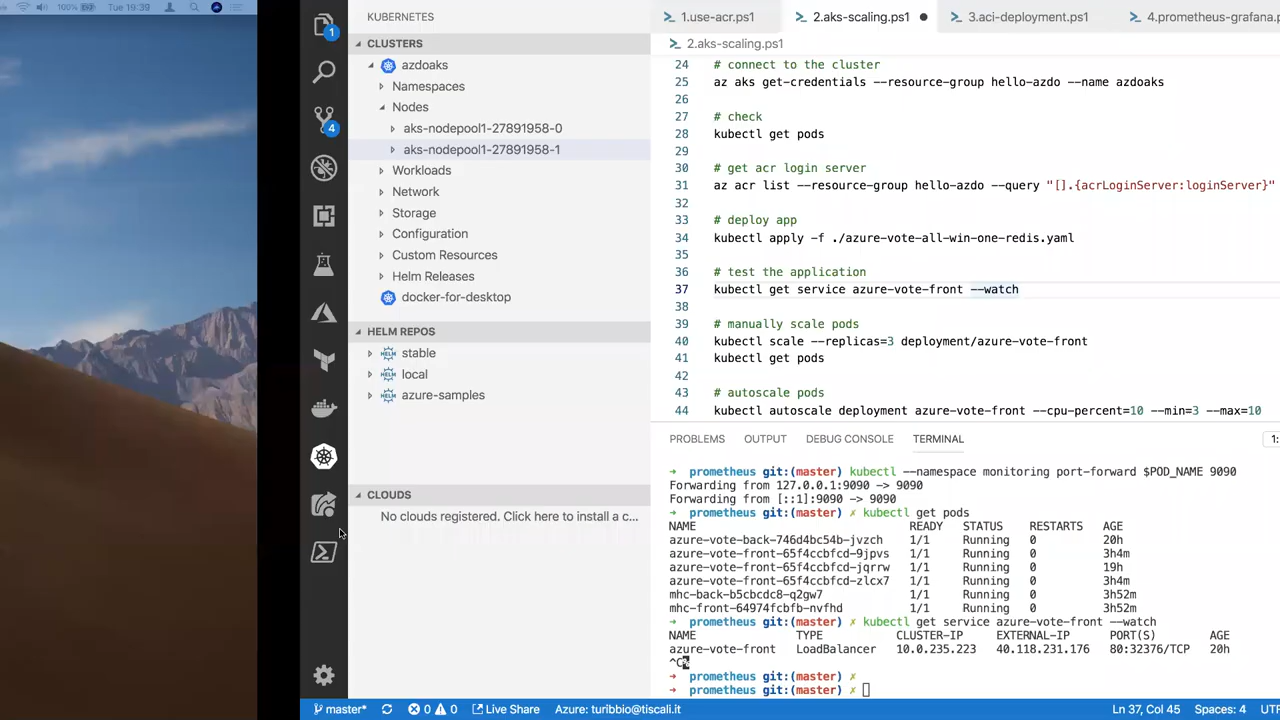 100%
Tue 19:39
KUBERNETES
CLUSTERS
azdoaks
Namespaces
Nodes
aks-nodepool1-27891958-0
aks-nodepool1-27891958-1
Workloads
Network
Storage
Configuration
Custom Resources
Helm Releases
docker-for-desktop
HELM REPOS
HELM stable
HELM local
HELM azure-samples
CLOUDS
No clouds registered. Click here to install a c...
1
4
1.use-acr.ps1
2.aks-scaling.ps1
3.aci-deployment.ps1
4.prometheus-grafana.
2.aks-scaling.ps1
24 # connect to the cluster
25 az aks get-credentials --resource-group hello-azdo --name azdoaks
26
27 # check
28 kubectl get pods
29
30 # get acr login server
31 az acr list --resource-group hello-azdo --query "[].{acrLoginServer:loginServer}"
32
33 # deploy app
34 kubectl apply -f ./azure-vote-all-win-one-redis.yaml
35
36 # test the application
37 kubectl get service azure-vote-front --watch
38
39 # manually scale pods
40 kubectl scale --replicas=3 deployment/azure-vote-front
41 kubectl get pods
42
43 # autoscale pods
44 kubectl autoscale deployment azure-vote-front --cpu-percent=10 --min=3 --max=10
PROBLEMS OUTPUT DEBUG CONSOLE TERMINAL 1:
➜ prometheus git:(master) kubectl --namespace monitoring port-forward $POD_NAME 9090
Forwarding from 127.0.0.1:9090 -> 9090
Forwarding from [::1]:9090 -> 9090
➜ prometheus git:(master) ✗ kubectl get pods
NAME READY STATUS RESTARTS AGE
azure-vote-back-746d4bc54b-jvzch 1/1 Running 0 20h
azure-vote-front-65f4ccbfcd-9jpvs 1/1 Running 0 3h4m
azure-vote-front-65f4ccbfcd-jqrrw 1/1 Running 0 19h
azure-vote-front-65f4ccbfcd-zlcx7 1/1 Running 0 3h4m
mhc-back-b5cbcdc8-q2gw7 1/1 Running 0 3h52m
mhc-front-64974fcbfb-nvfhd 1/1 Running 0 3h52m
➜ prometheus git:(master) ✗ kubectl get service azure-vote-front --watch
NAME TYPE CLUSTER-IP EXTERNAL-IP PORT(S) AGE
azure-vote-front LoadBalancer 10.0.235.223 40.118.231.176 80:32376/TCP 20h
^C%
➜ prometheus git:(master) ✗
➜ prometheus git:(master) ✗
master* 0 0 Live Share Azure: turibbio@tiscali.it Ln 37, Col 45 Spaces: 4 UTF